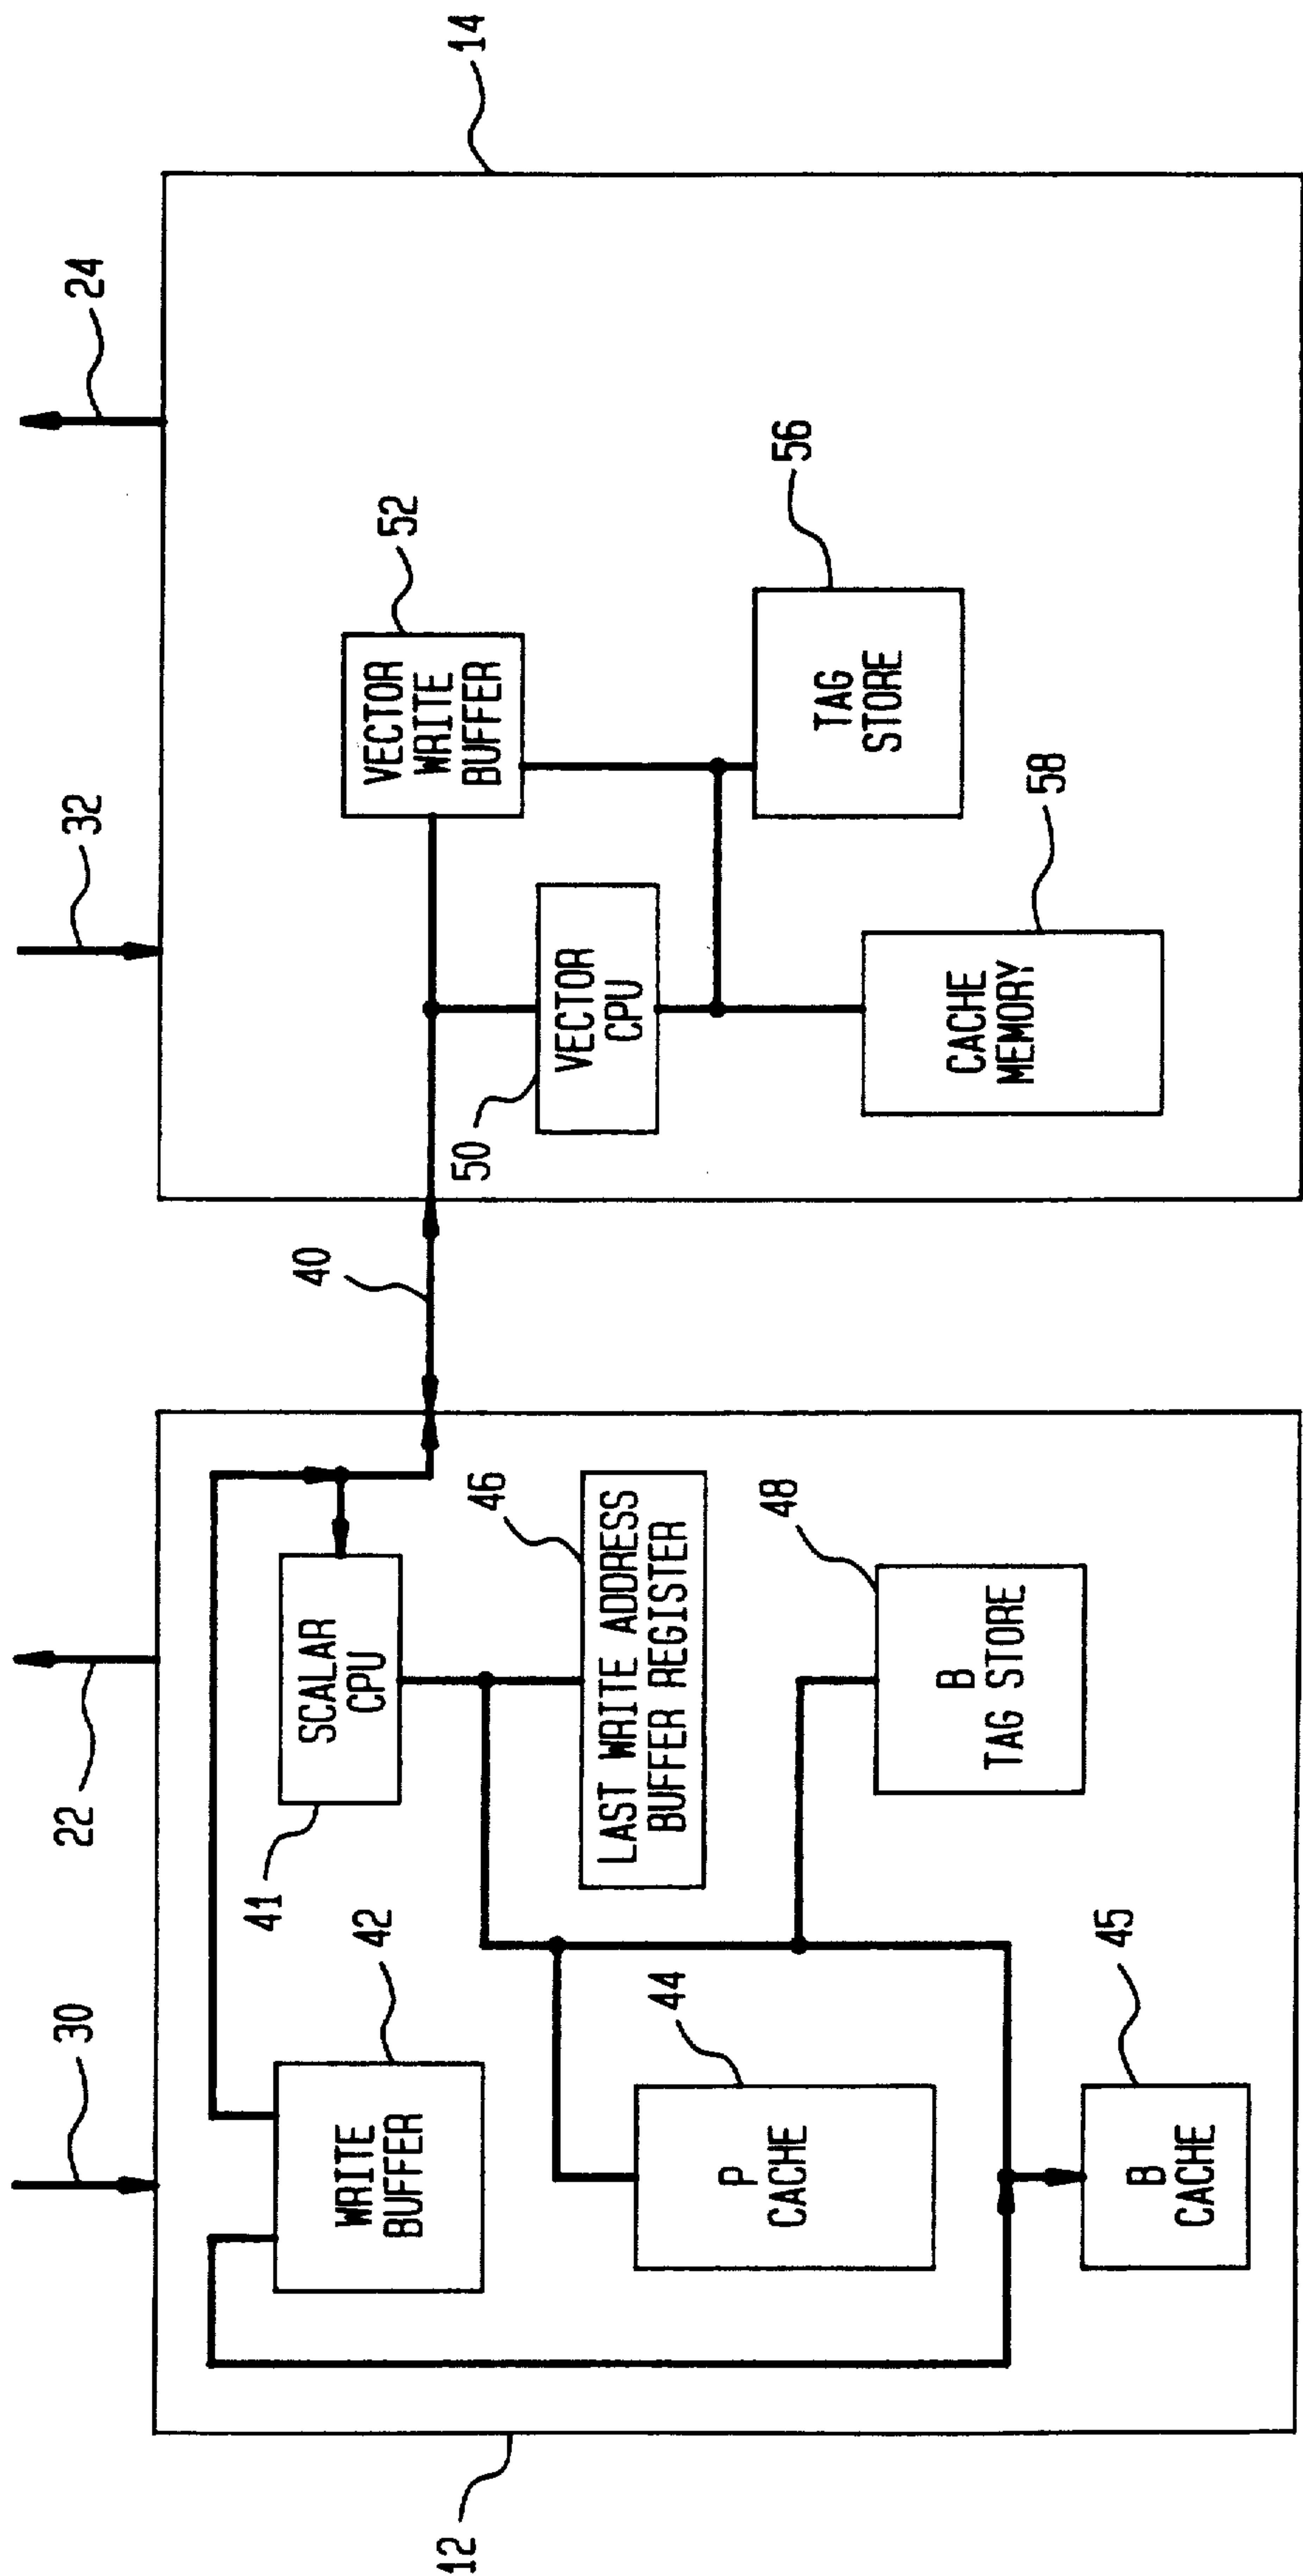 30
22
32
24
14
40
12
WRITE
BUFFER
42
SCALAR
CPU
41
LAST WRITE ADDRESS
BUFFER REGISTER
46
P
CACHE
44
B
TAG STORE
48
B
CACHE
45
VECTOR
WRITE
BUFFER
52
VECTOR
CPU
50
TAG
STORE
56
CACHE
MEMORY
58